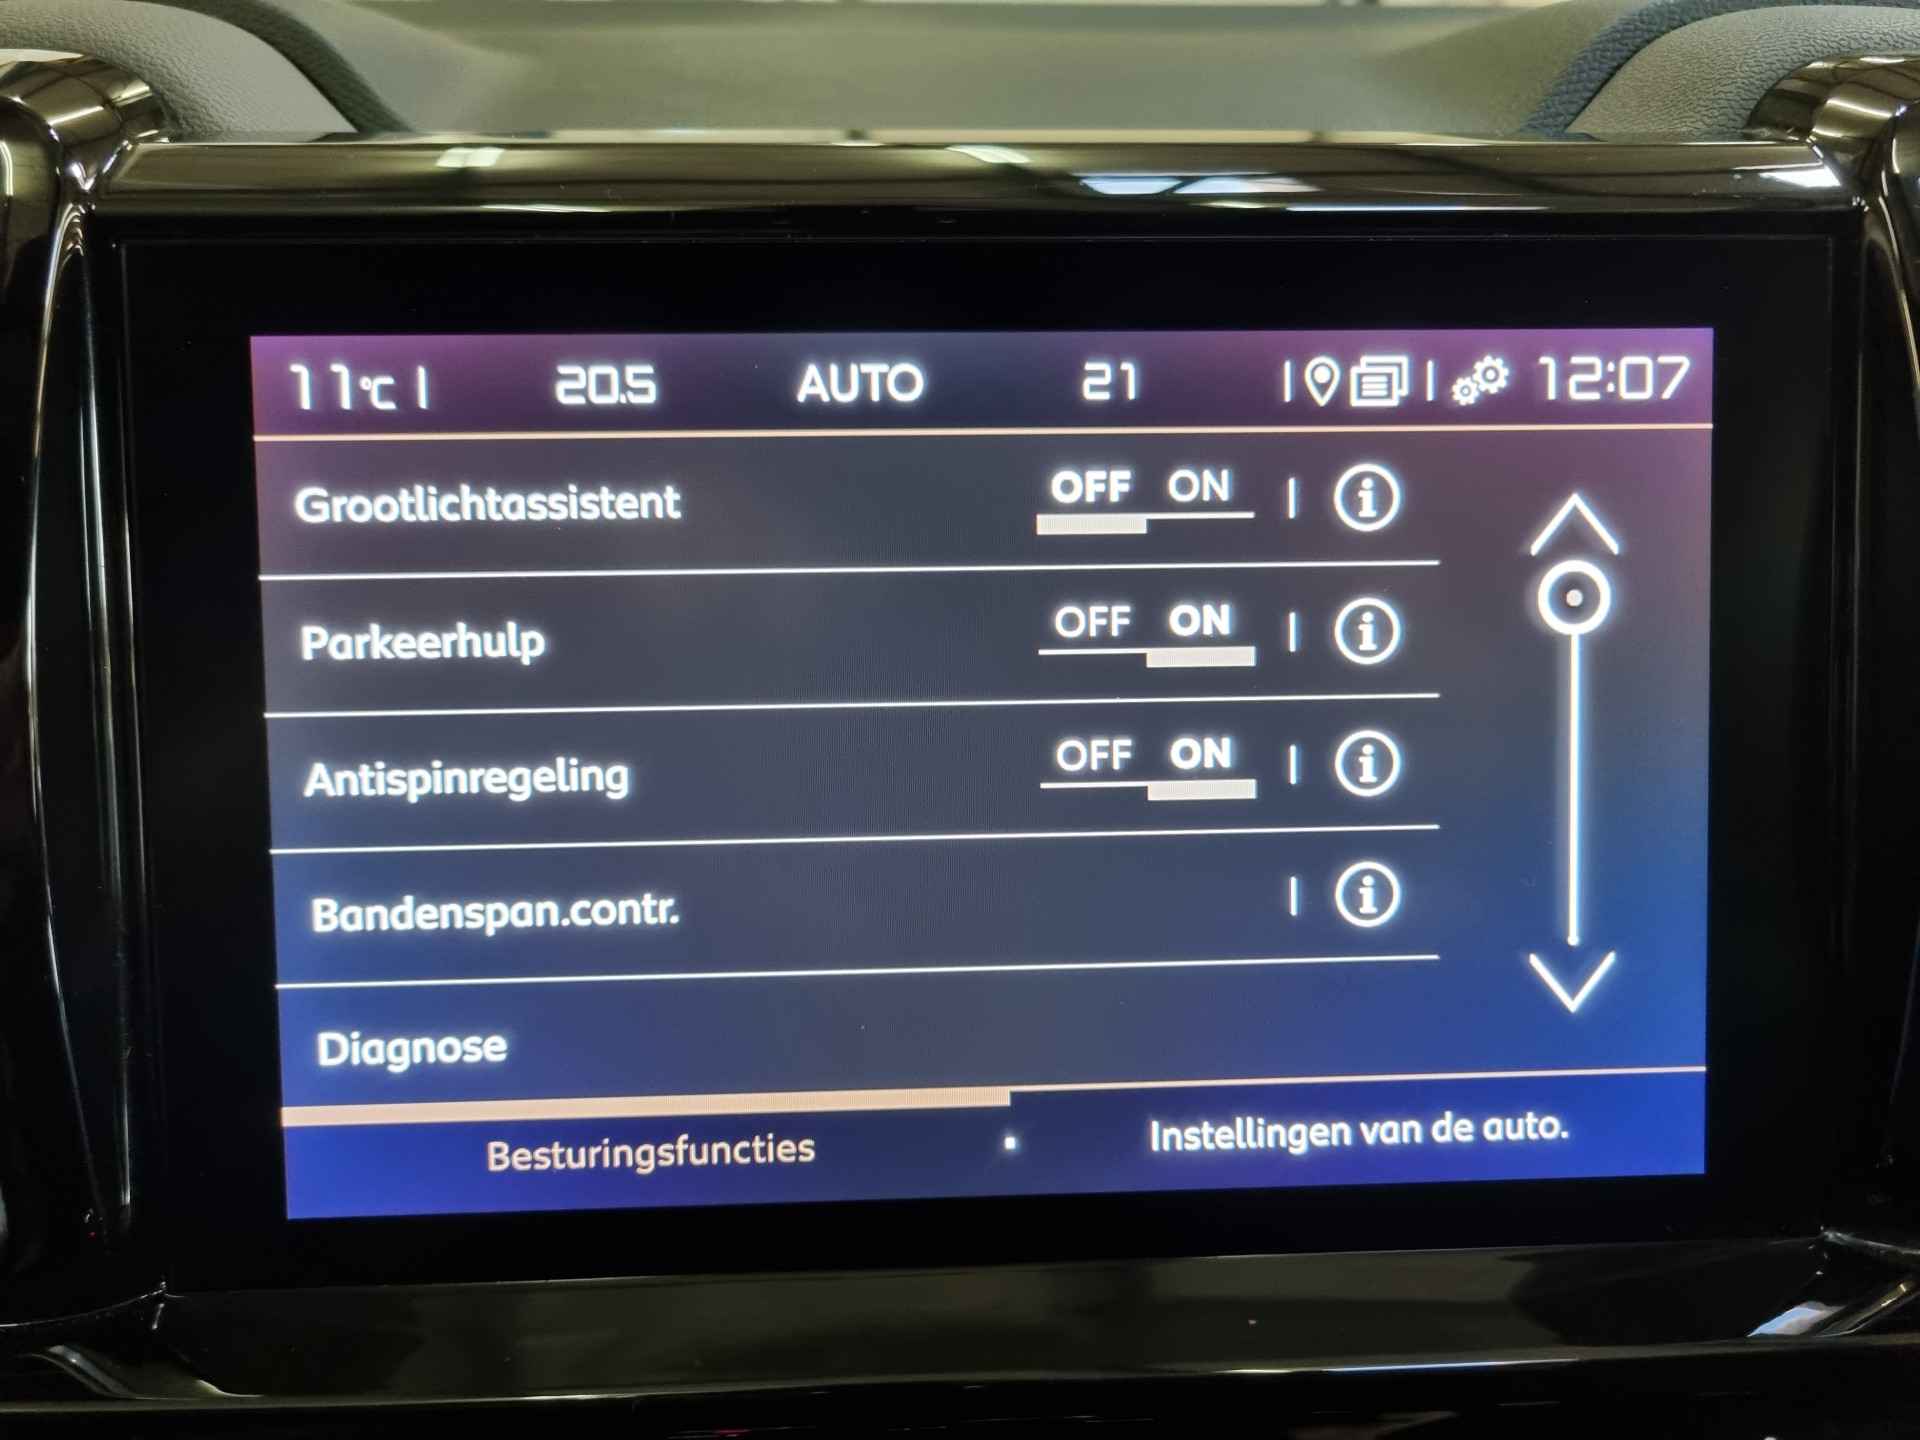 11°C 20.5 AUTO 21 12:07
Grootlichtassistent OFF ON
Parkeerhulp OFF ON
Antispinregeling OFF ON
Bandenspan.contr.
Diagnose
Besturingsfuncties Instellingen van de auto.